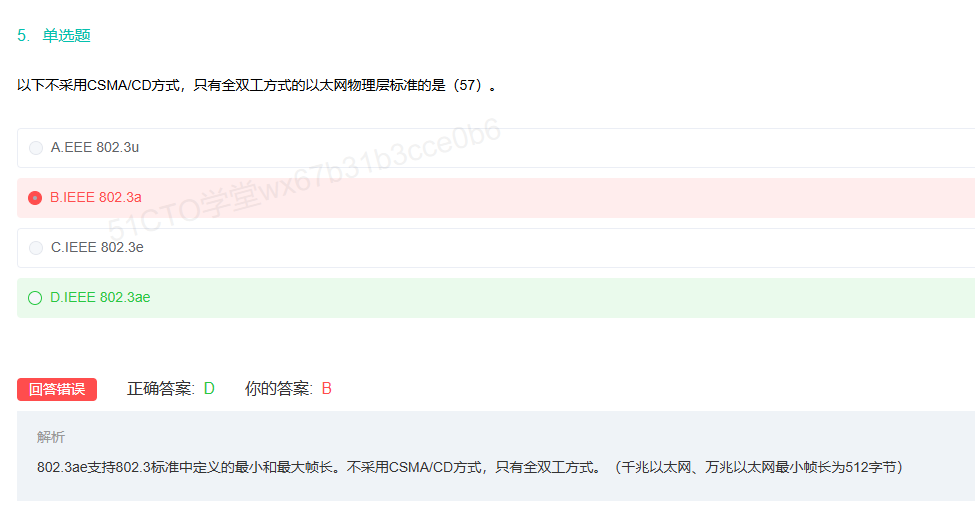 5. 单选题
以下不采用CSMA/CD方式，只有全双工方式的以太网物理层标准的是（57）。
A.EEE 802.3u
B.IEEE 802.3a
C.IEEE 802.3e
D.IEEE 802.3ae
51CTO学堂wx67b31b3cce0b6
回答错误 正确答案: D 你的答案: B
解析
802.3ae支持802.3标准中定义的最小和最大帧长。不采用CSMA/CD方式，只有全双工方式。（千兆以太网、万兆以太网最小帧长为512字节）